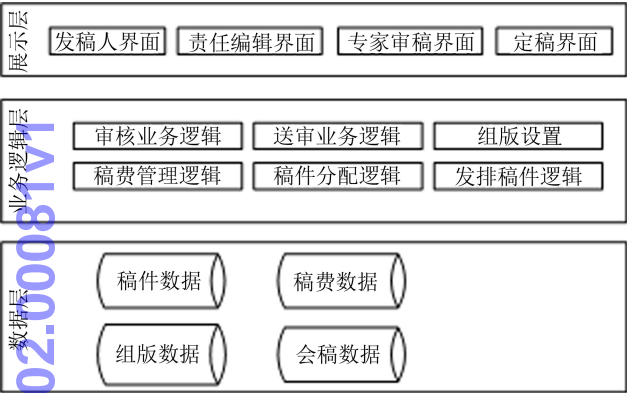 展示层
发稿人界面 责任编辑界面 专家审稿界面 定稿界面
业务逻辑层
审核业务逻辑 送审业务逻辑 组版设置
稿费管理逻辑 稿件分配逻辑 发排稿件逻辑
数据层
稿件数据 稿费数据
组版数据 会稿数据
02.00081v1